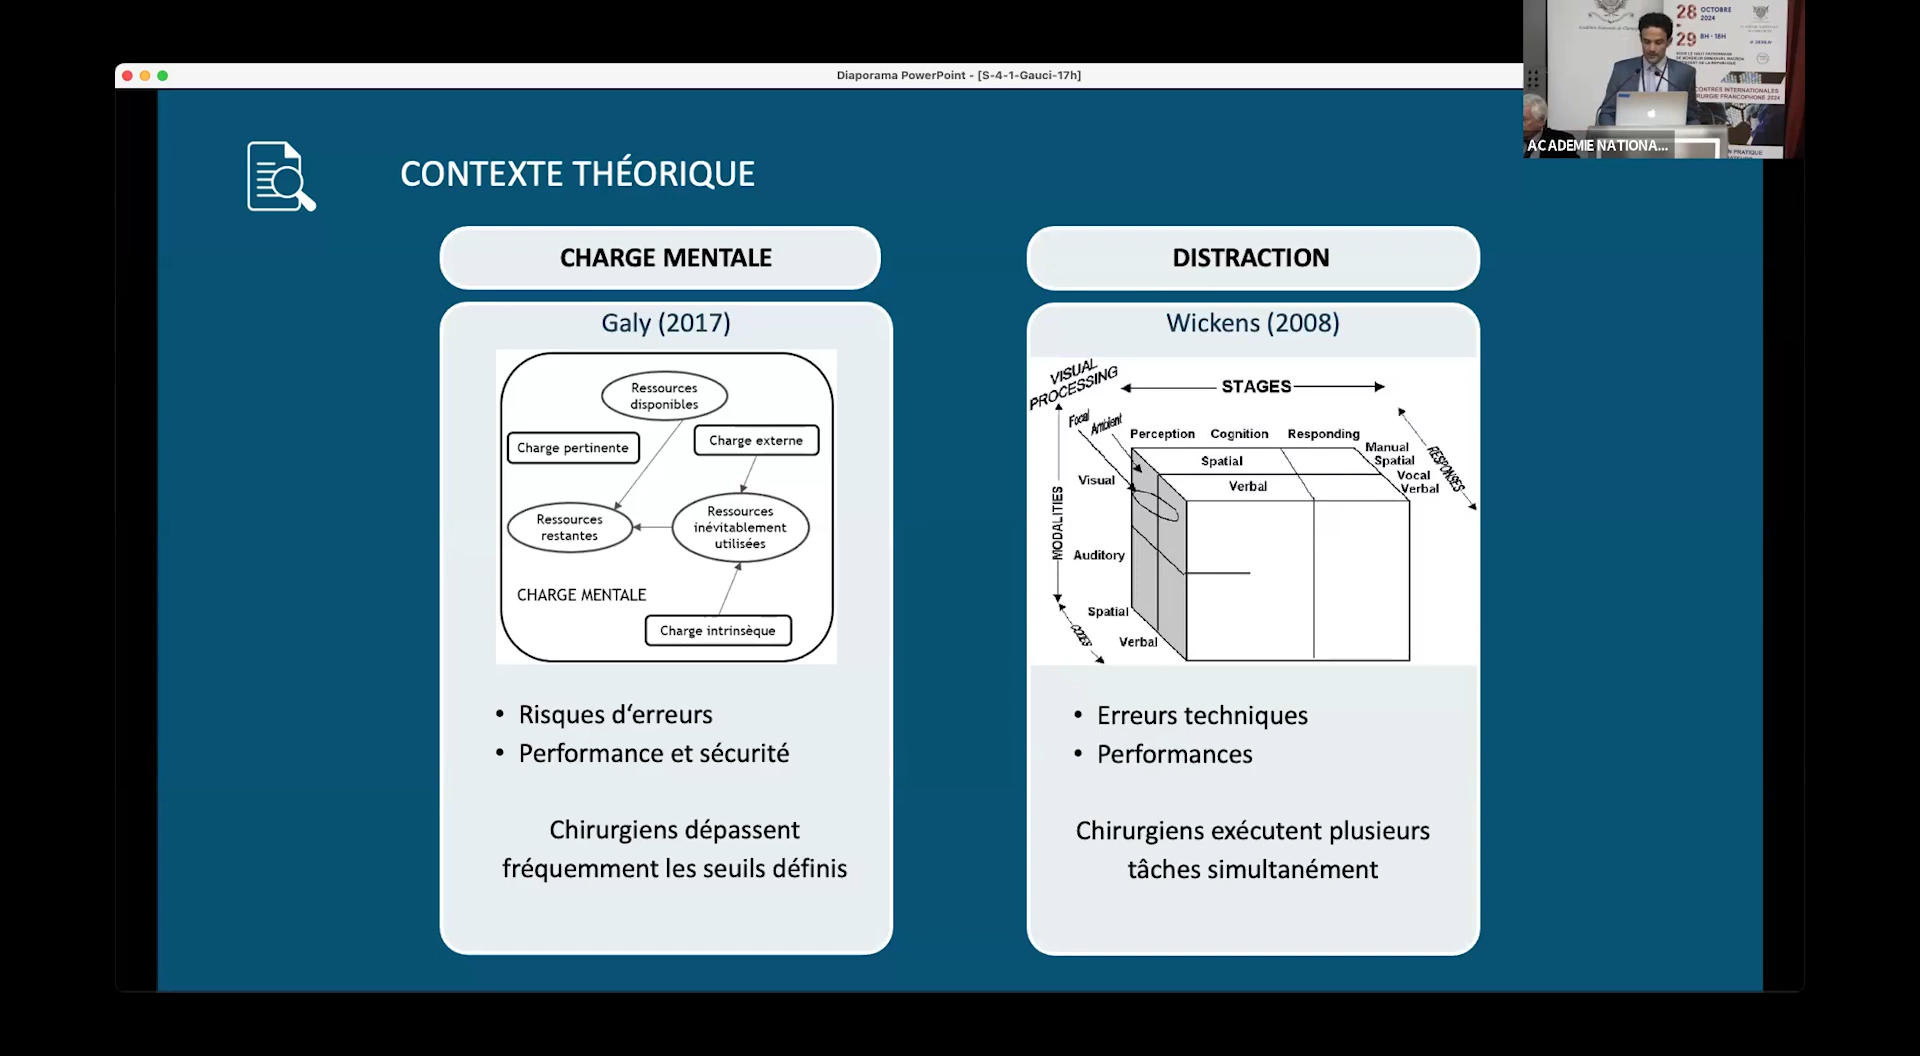 Diaporama PowerPoint - [S-4-1-Gauci-17h]
28 OCTOBRE
2024
29 8H - 18H
ACADEMIE NATIONA...
CONTEXTE THÉORIQUE
CHARGE MENTALE
Galy (2017)
Ressources
disponibles
Charge pertinente
Charge externe
Ressources
restantes
Ressources
inévitablement
utilisées
CHARGE MENTALE
Charge intrinsèque
• Risques d‘erreurs
• Performance et sécurité
Chirurgiens dépassent
fréquemment les seuils définis
DISTRACTION
Wickens (2008)
VISUAL
PROCESSING
STAGES
Focal
Ambient
Perception Cognition Responding
Manual
Spatial
Vocal
Verbal
RESPONSES
Spatial
Verbal
MODALITIES
Visual
Auditory
Spatial
Verbal
CODES
• Erreurs techniques
• Performances
Chirurgiens exécutent plusieurs
tâches simultanément